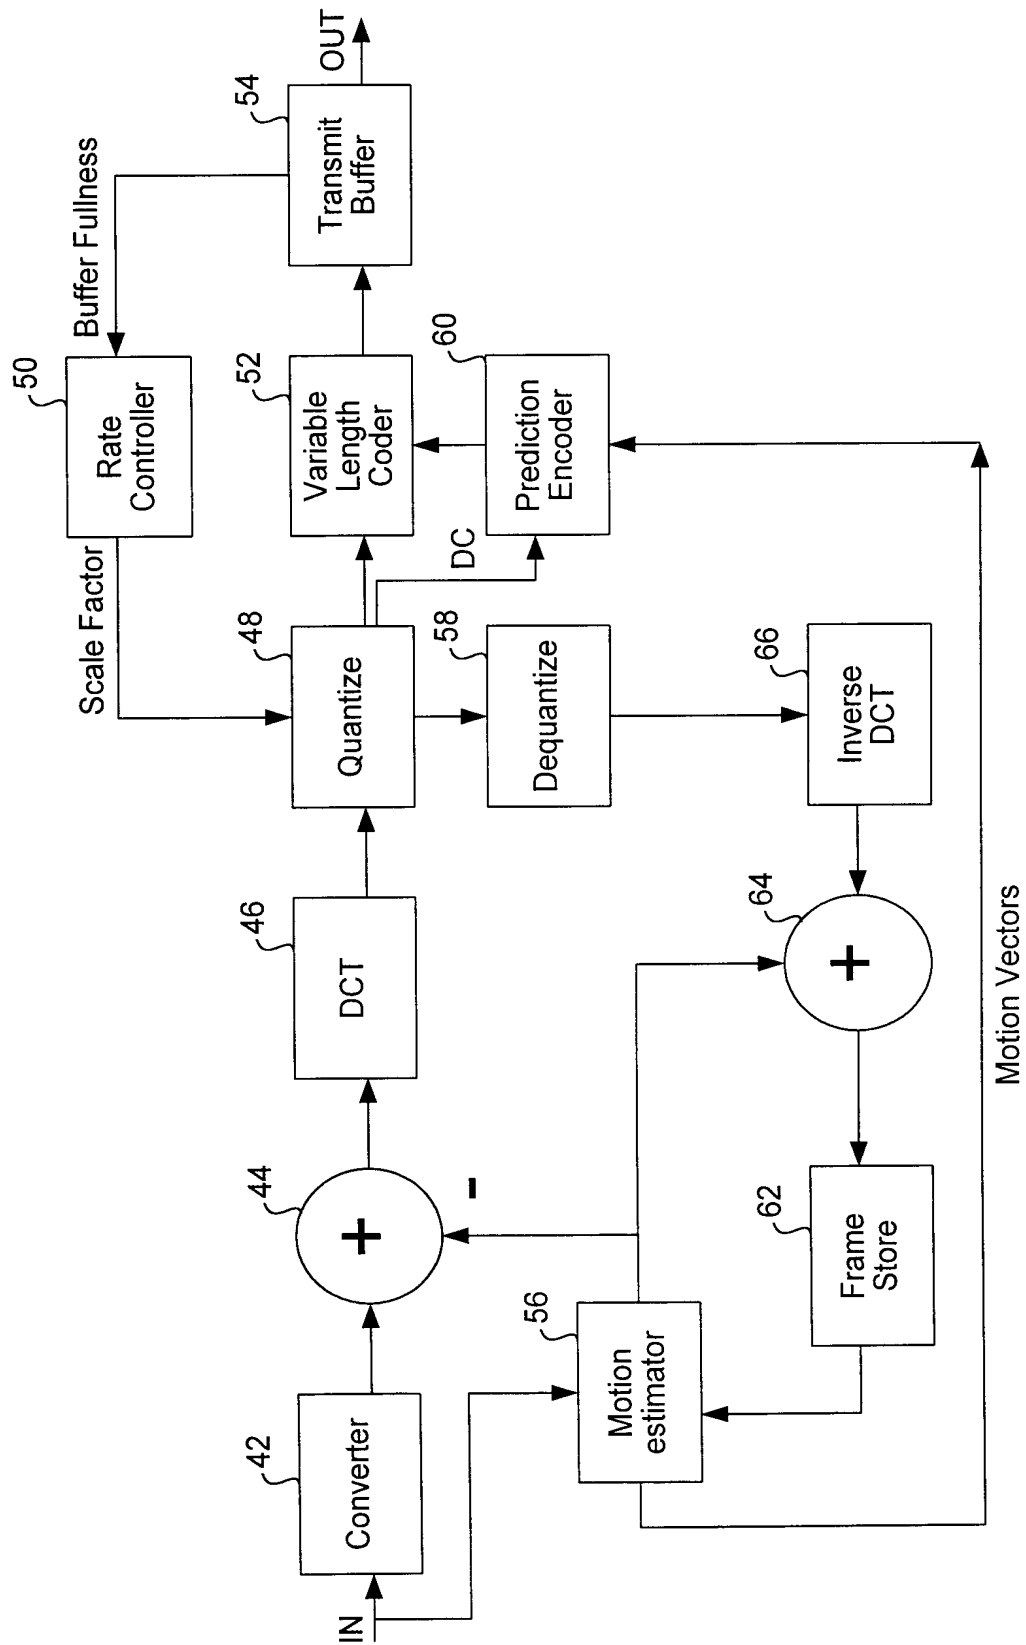 Buffer Fullness
50
Rate
Controller
Scale Factor
54
Transmit
Buffer
OUT
52
Variable
Length
Coder
48
Quantize
46
DCT
44
+
-
42
Converter
IN
60
Prediction
Encoder
DC
58
Dequantize
56
Motion
estimator
66
Inverse
DCT
64
+
62
Frame
Store
Motion Vectors